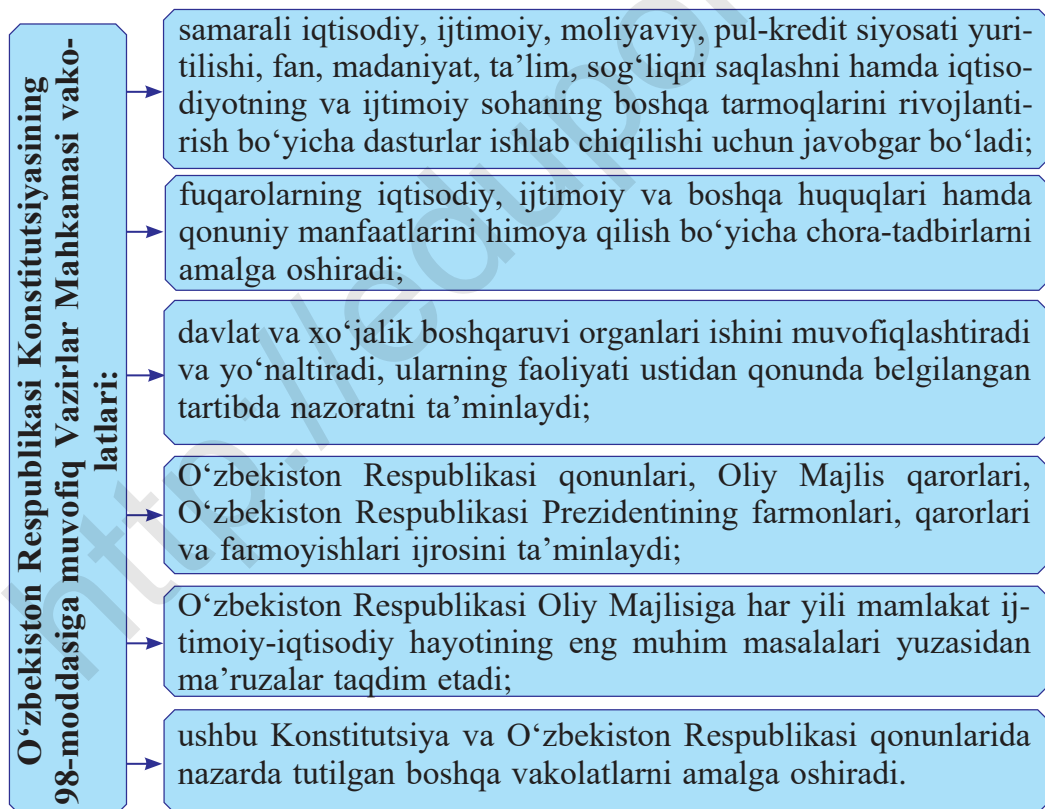 O‘zbekiston Respublikasi Konstitutsiyasining
98-moddasiga muvofiq Vazirlar Mahkamasi vako-
latlari:
samarali iqtisodiy, ijtimoiy, moliyaviy, pul-kredit siyosati yuri-
tilishi, fan, madaniyat, ta’lim, sog‘liqni saqlashni hamda iqtiso-
diyotning va ijtimoiy sohaning boshqa tarmoqlarini rivojlanti-
rish bo‘yicha dasturlar ishlab chiqilishi uchun javobgar bo‘ladi;
fuqarolarning iqtisodiy, ijtimoiy va boshqa huquqlari hamda
qonuniy manfaatlarini himoya qilish bo‘yicha chora-tadbirlarni
amalga oshiradi;
davlat va xo‘jalik boshqaruvi organlari ishini muvofiqlashtiradi
va yo‘naltiradi, ularning faoliyati ustidan qonunda belgilangan
tartibda nazoratni ta’minlaydi;
O‘zbekiston Respublikasi qonunlari, Oliy Majlis qarorlari,
O‘zbekiston Respublikasi Prezidentining farmonlari, qarorlari
va farmoyishlari ijrosini ta’minlaydi;
O‘zbekiston Respublikasi Oliy Majlisiga har yili mamlakat ij-
timoiy-iqtisodiy hayotining eng muhim masalalari yuzasidan
ma’ruzalar taqdim etadi;
ushbu Konstitutsiya va O‘zbekiston Respublikasi qonunlarida
nazarda tutilgan boshqa vakolatlarni amalga oshiradi.
http://edupo